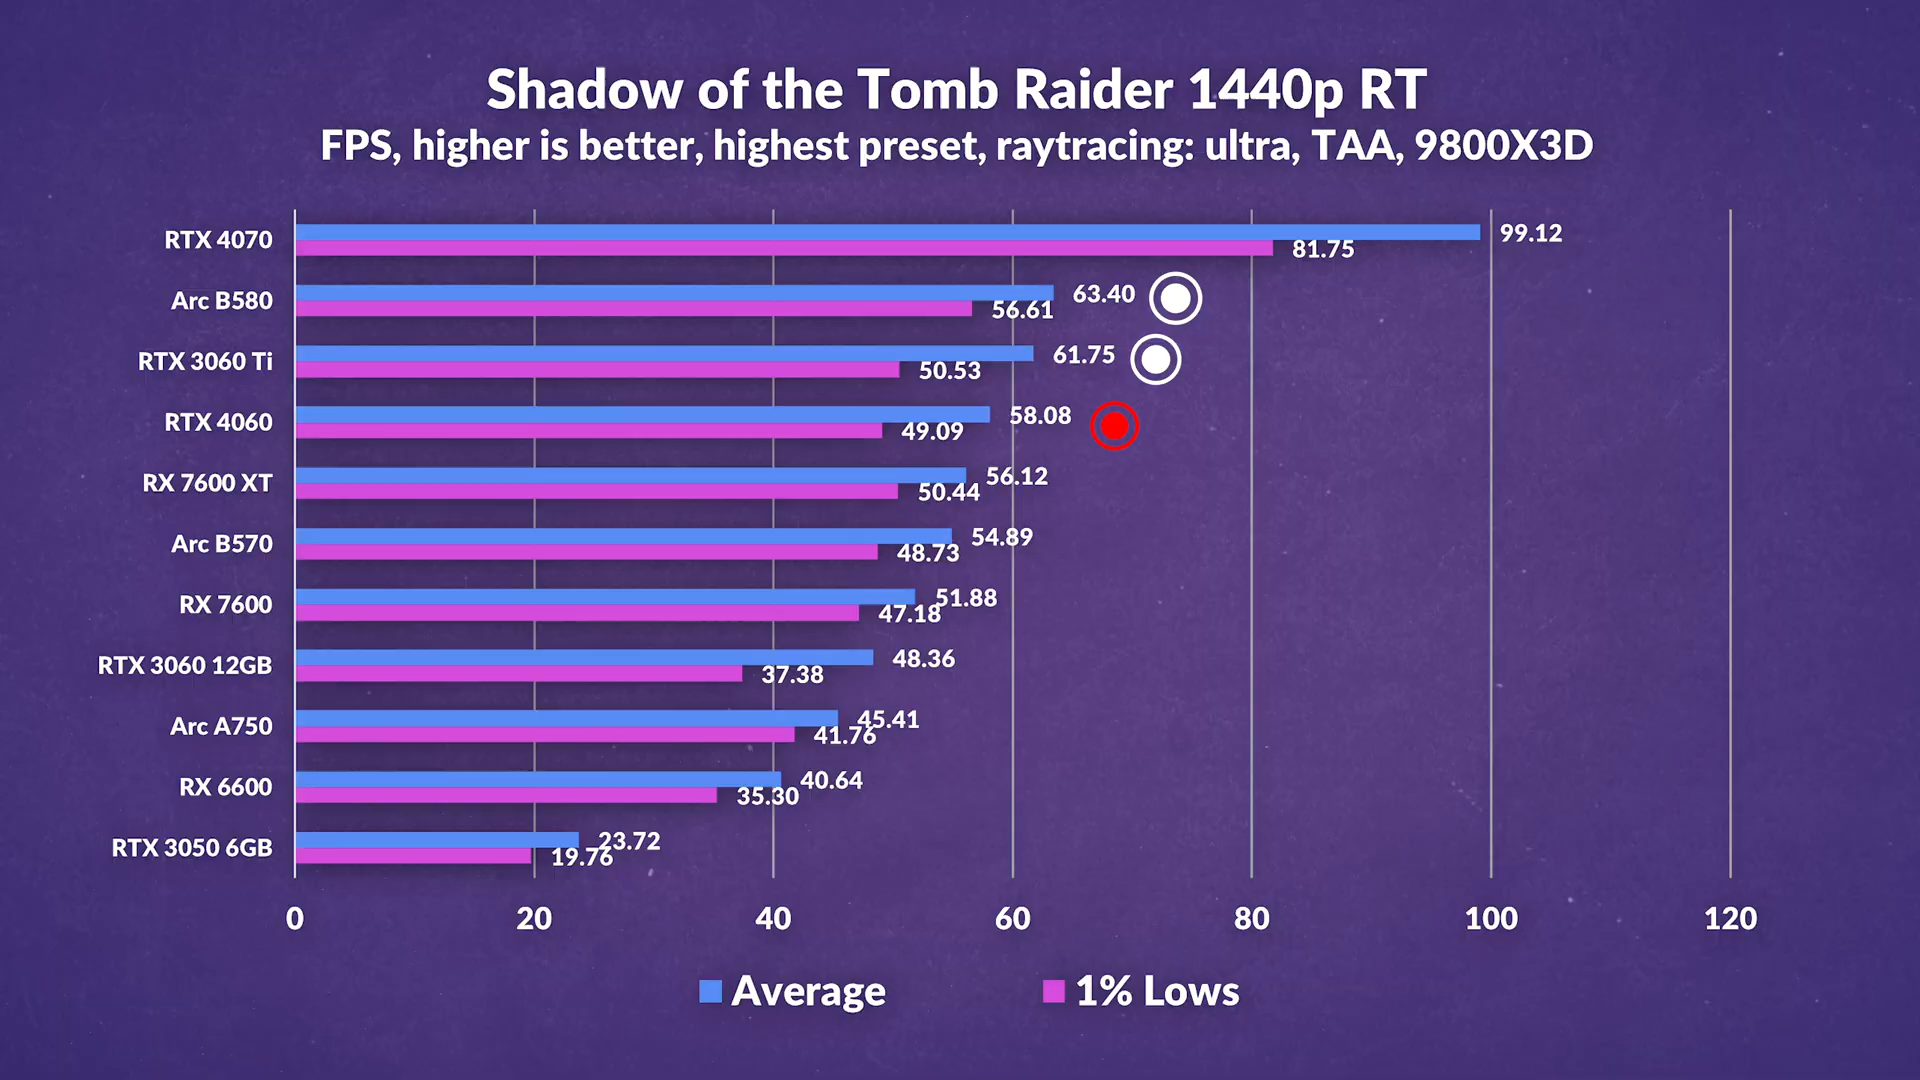 Shadow of the Tomb Raider 1440p RT
FPS, higher is better, highest preset, raytracing: ultra, TAA, 9800X3D
RTX 4070 99.12
81.75
Arc B580 63.40
56.61
RTX 3060 Ti 61.75
50.53
RTX 4060 58.08
49.09
RX 7600 XT 56.12
50.44
Arc B570 54.89
48.73
RX 7600 51.88
47.18
RTX 3060 12GB 48.36
37.38
Arc A750 45.41
41.76
RX 6600 40.64
35.30
RTX 3050 6GB 23.72
19.76
0 20 40 60 80 100 120
Average 1% Lows